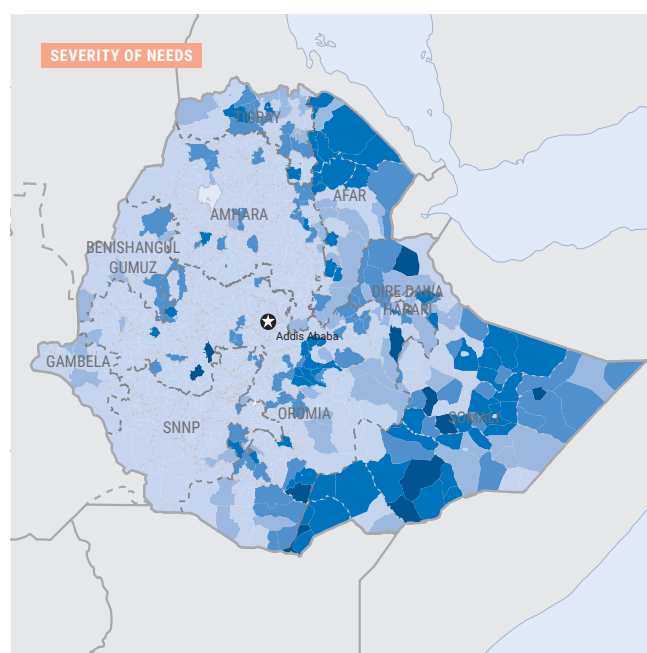 SEVERITY OF NEEDS
TIGRAY
AFAR
AMHARA
BENISHANGUL
GUMUZ
DIRE DAWA
HARARI
Addis Ababa
GAMBELA
OROMIA
SOMALI
SNNP